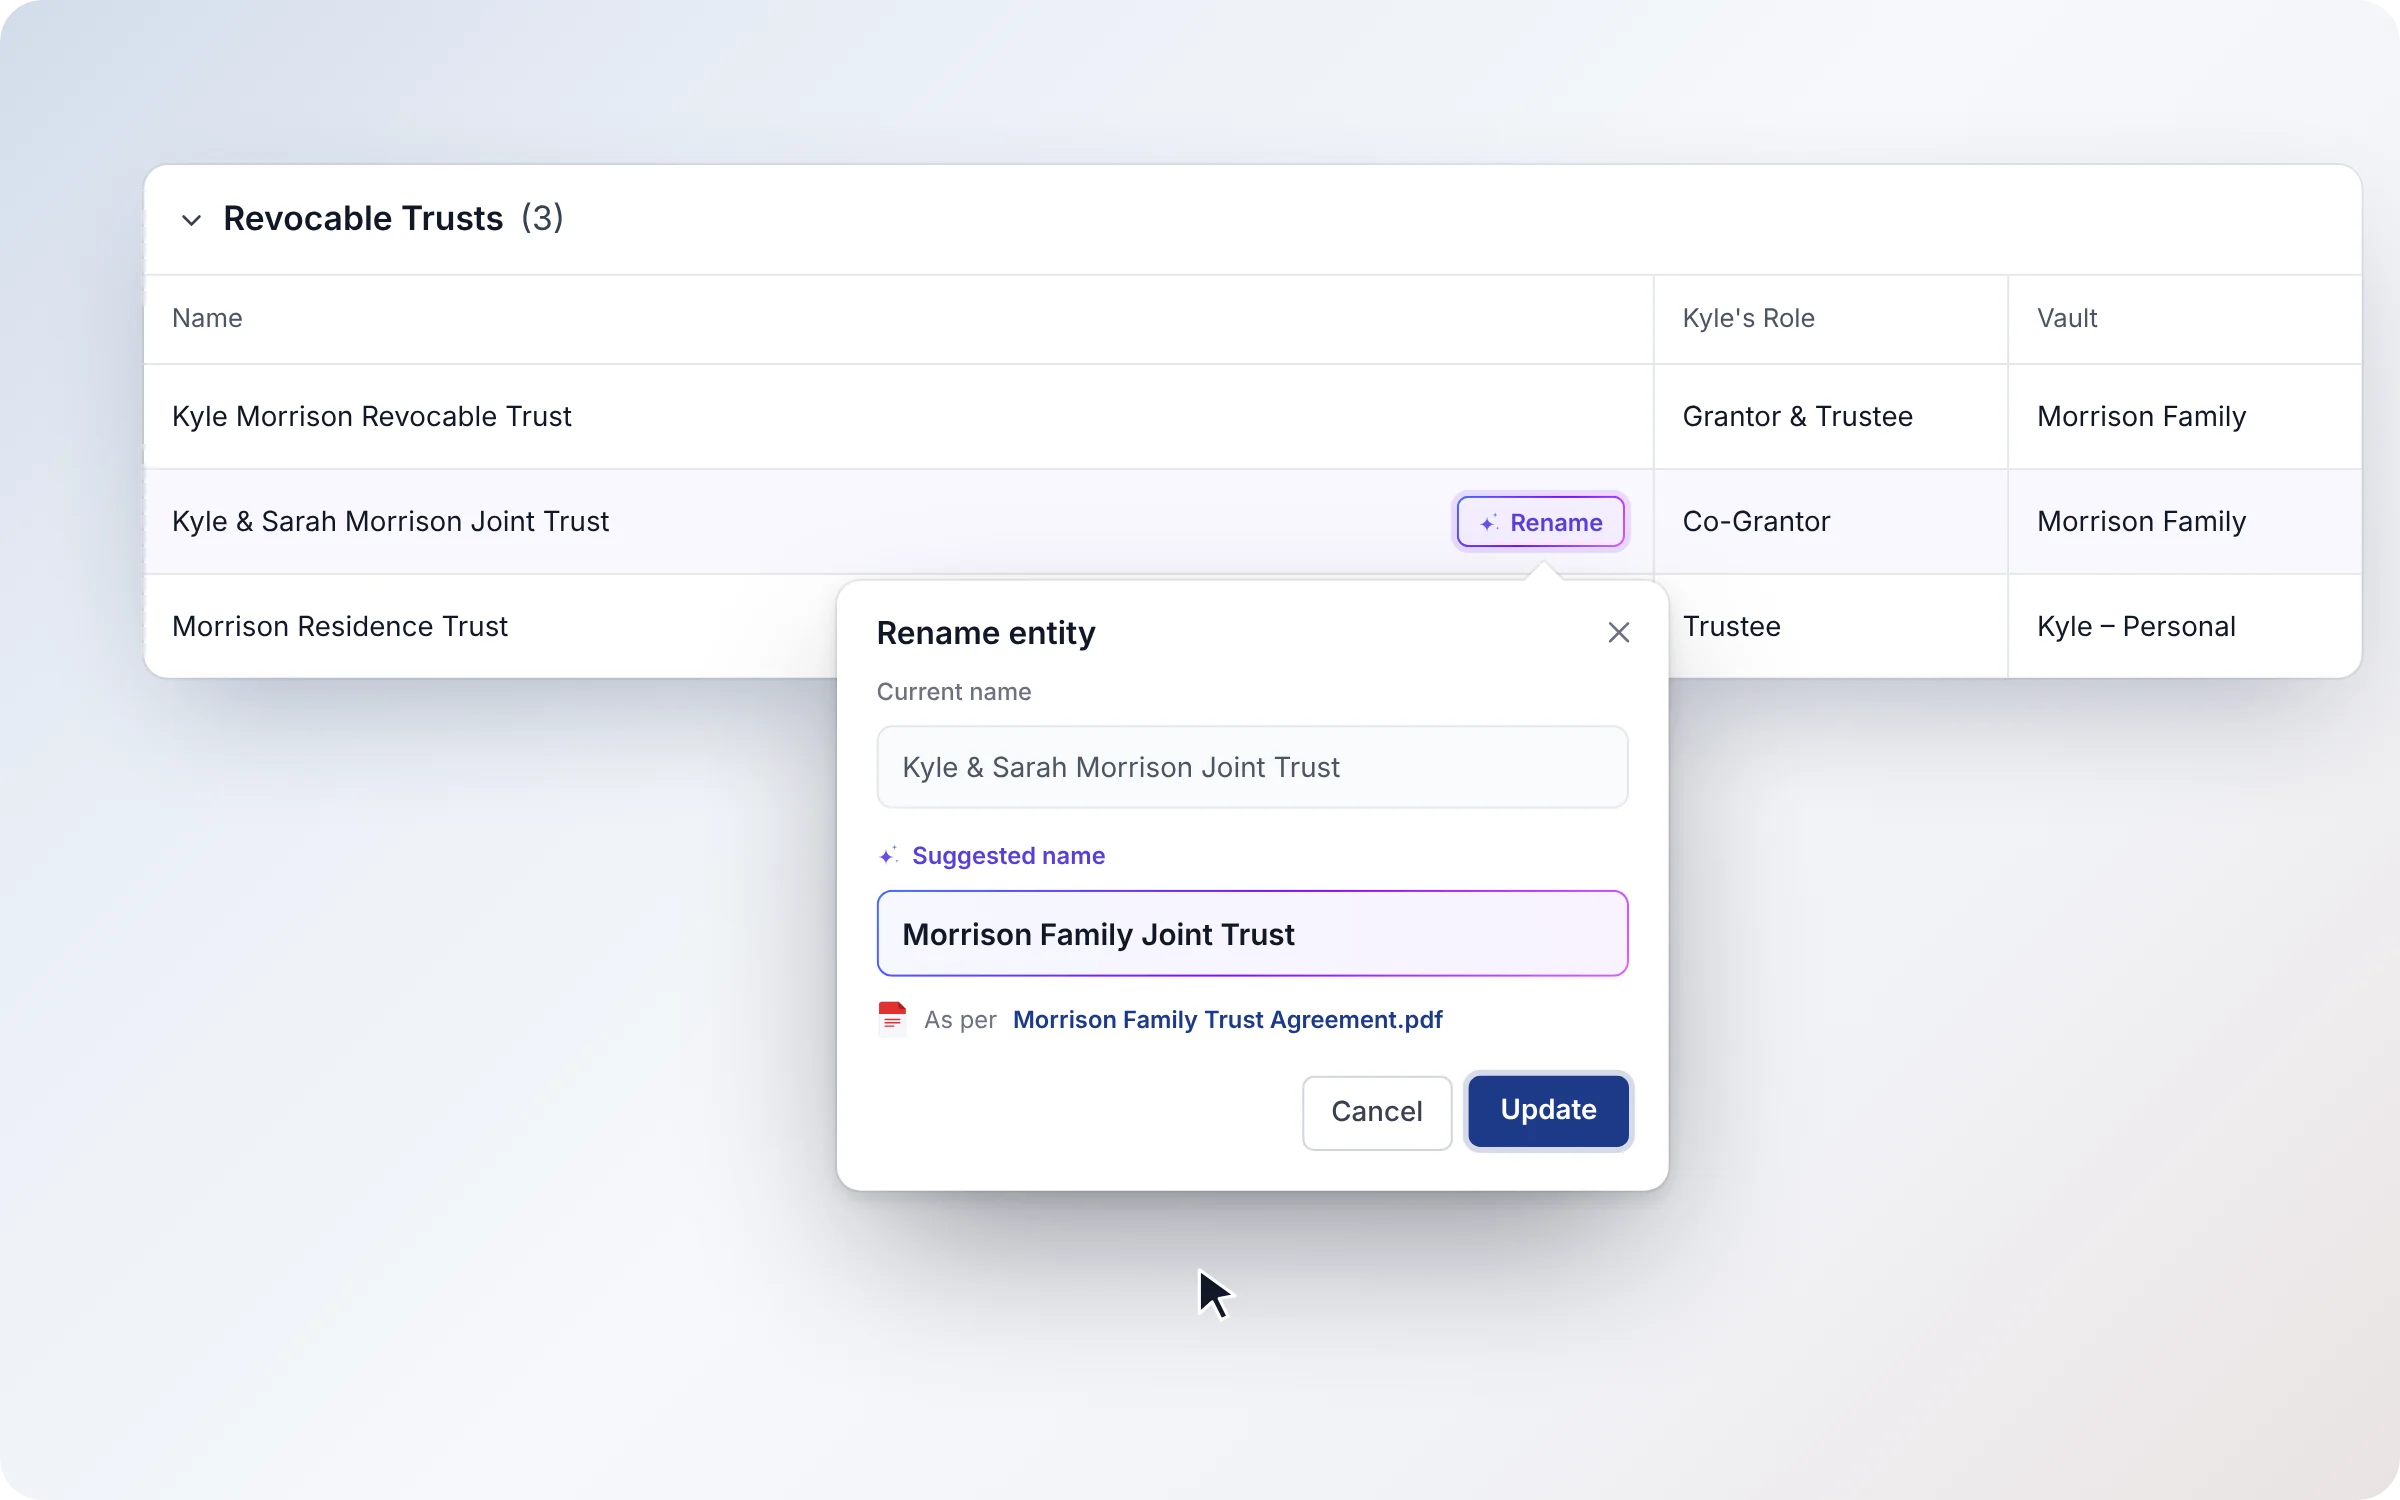 Revocable Trusts (3)
Name Kyle's Role Vault
Kyle Morrison Revocable Trust Grantor & Trustee Morrison Family
Kyle & Sarah Morrison Joint Trust Rename Co-Grantor Morrison Family
Morrison Residence Trust Trustee Kyle – Personal
Rename entity
Current name
Kyle & Sarah Morrison Joint Trust
Suggested name
Morrison Family Joint Trust
As per Morrison Family Trust Agreement.pdf
Cancel Update